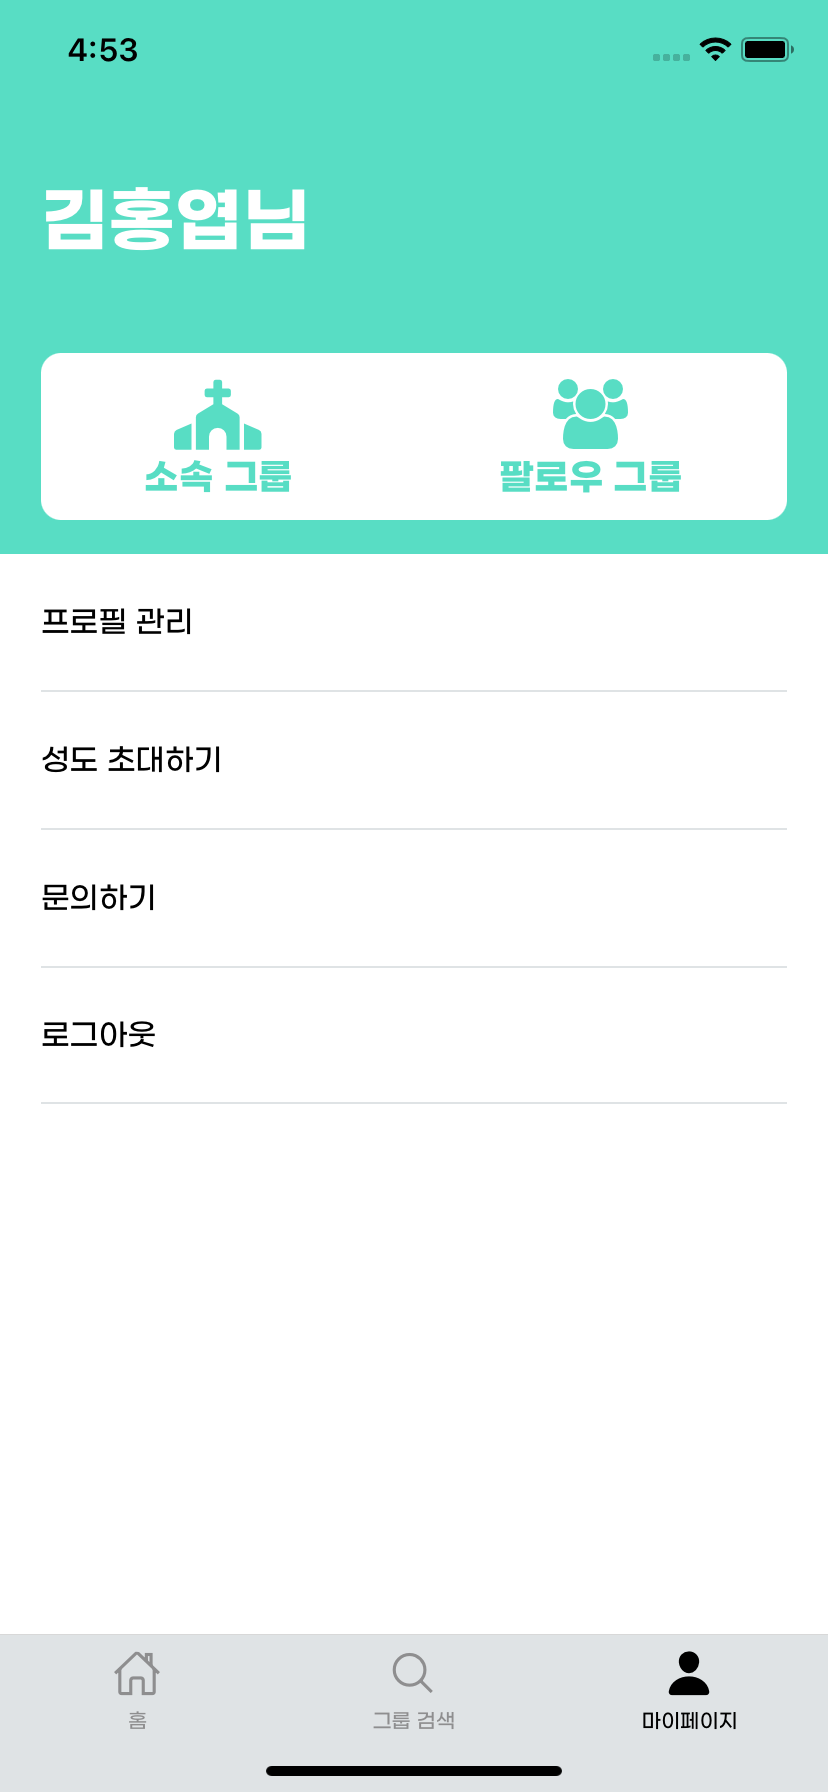 4:53
김홍엽님
소속 그룹
팔로우 그룹
프로필 관리
성도 초대하기
문의하기
로그아웃
홈
그룹 검색
마이페이지